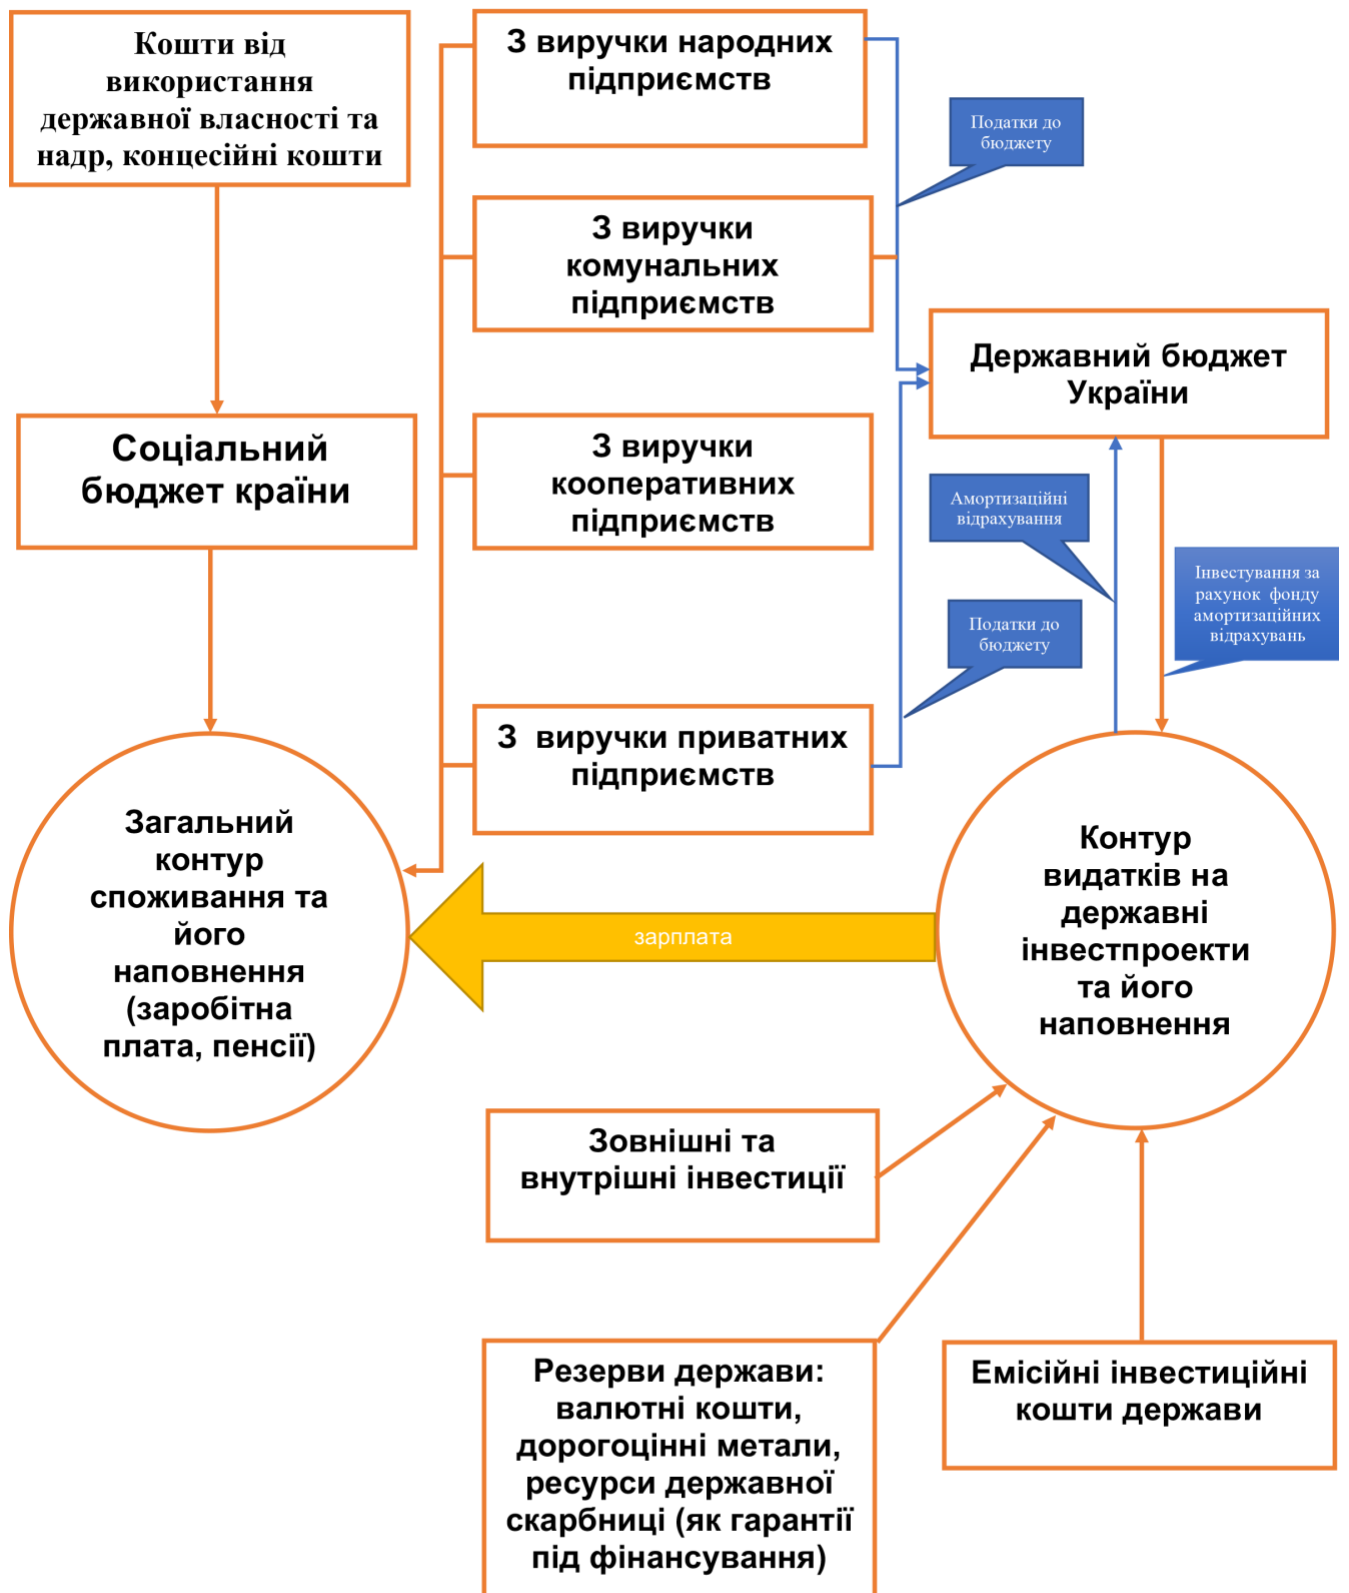 Кошти від
використання
державної власності та
надр, концесійні кошти
З виручки народних
підприємств
Податки до
бюджету
З виручки
комунальних
підприємств
Державний бюджет
України
Соціальний
бюджет країни
З виручки
кооперативних
підприємств
Амортизаційні
відрахування
Інвестування за
рахунок фонду
амортизаційних
відрахувань
Податки до
бюджету
З виручки приватних
підприємств
Загальний
контур
споживання та
його
наповнення
(заробітна
плата, пенсії)
зарплата
Контур
видатків на
державні
інвестпроекти
та його
наповнення
Зовнішні та
внутрішні інвестиції
Резерви держави:
валютні кошти,
дорогоцінні метали,
ресурси державної
скарбниці (як гарантії
під фінансування)
Емісійні інвестиційні
кошти держави